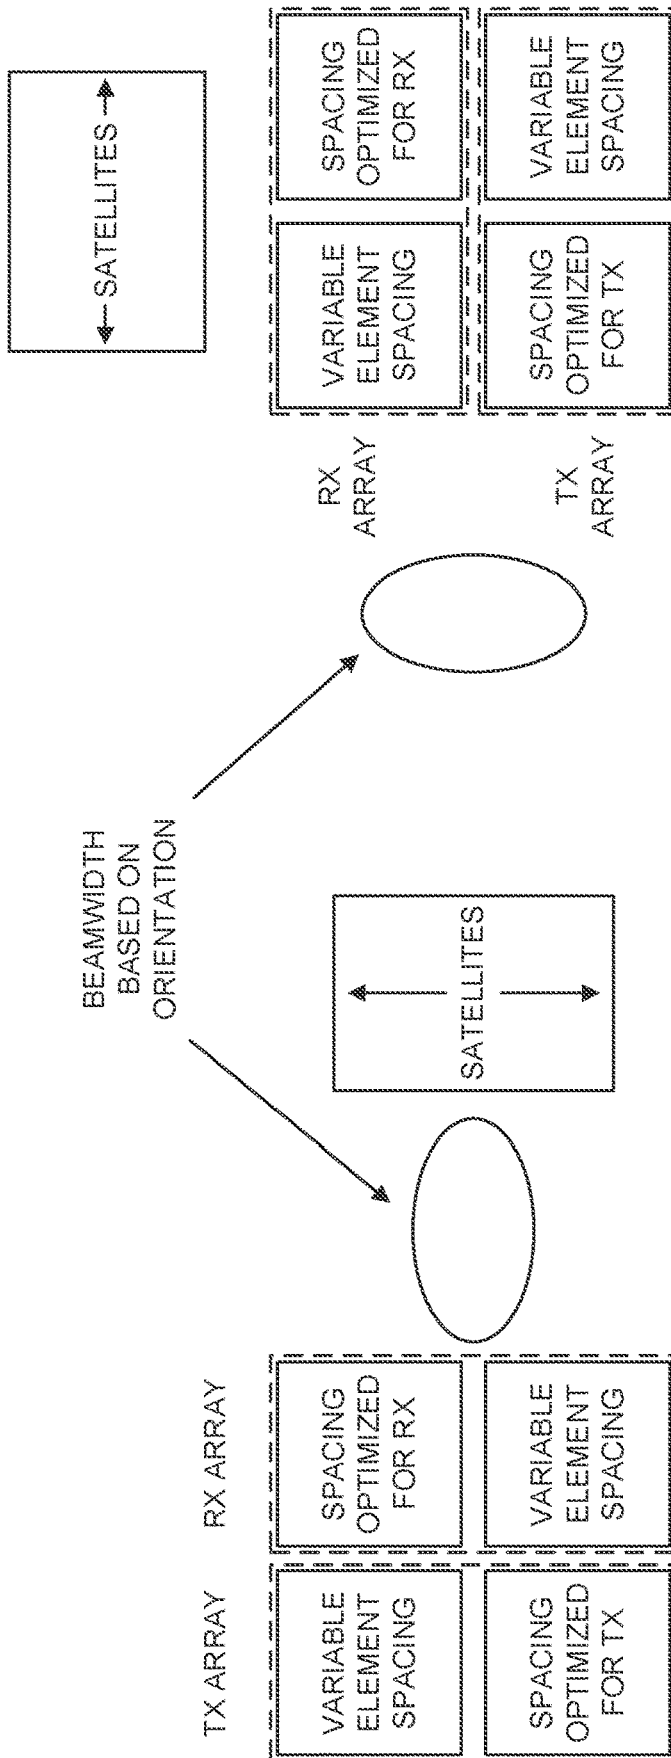 TX ARRAY
RX ARRAY
VARIABLE
ELEMENT
SPACING
SPACING
OPTIMIZED
FOR RX
SPACING
OPTIMIZED
FOR TX
VARIABLE
ELEMENT
SPACING
BEAMWIDTH
BASED ON
ORIENTATION
SATELLITES
SATELLITES
RX
ARRAY
VARIABLE
ELEMENT
SPACING
SPACING
OPTIMIZED
FOR RX
TX
ARRAY
SPACING
OPTIMIZED
FOR TX
VARIABLE
ELEMENT
SPACING